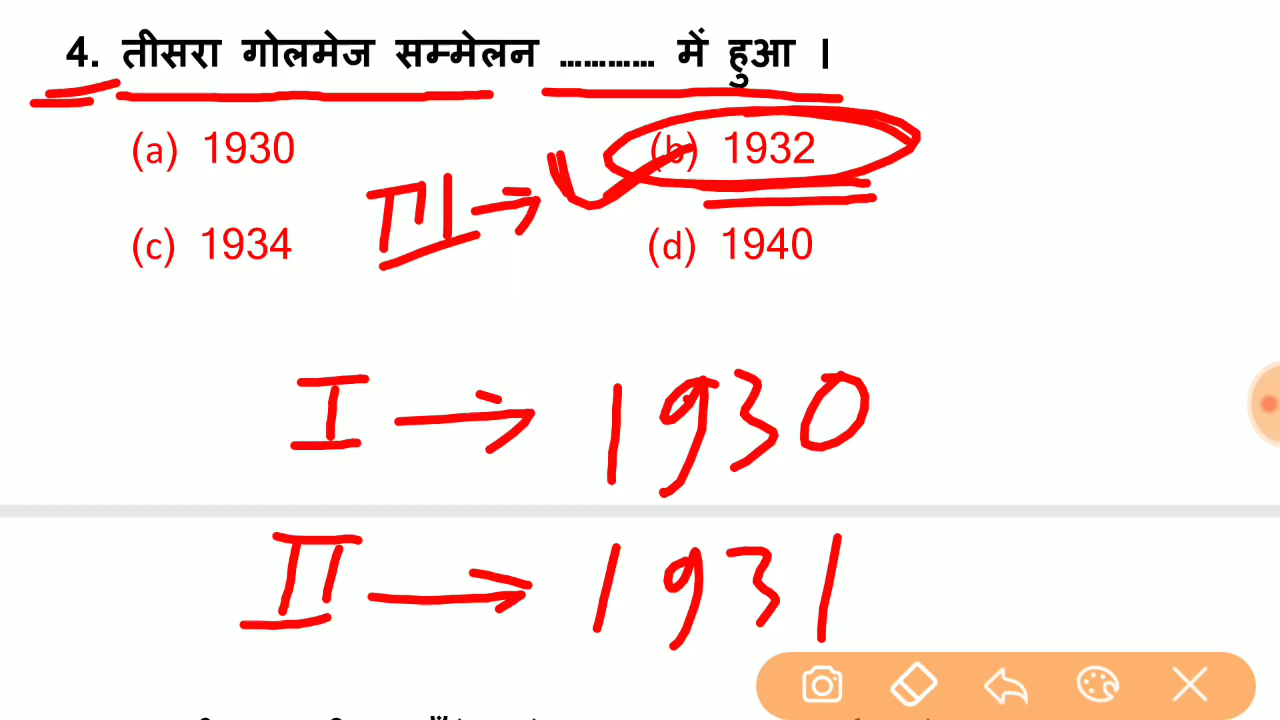 4. तीसरा गोलमेज सम्मेलन ............ में हुआ ।
(a) 1930 (b) 1932
III →
(c) 1934 (d) 1940
I → 1930
II → 1931